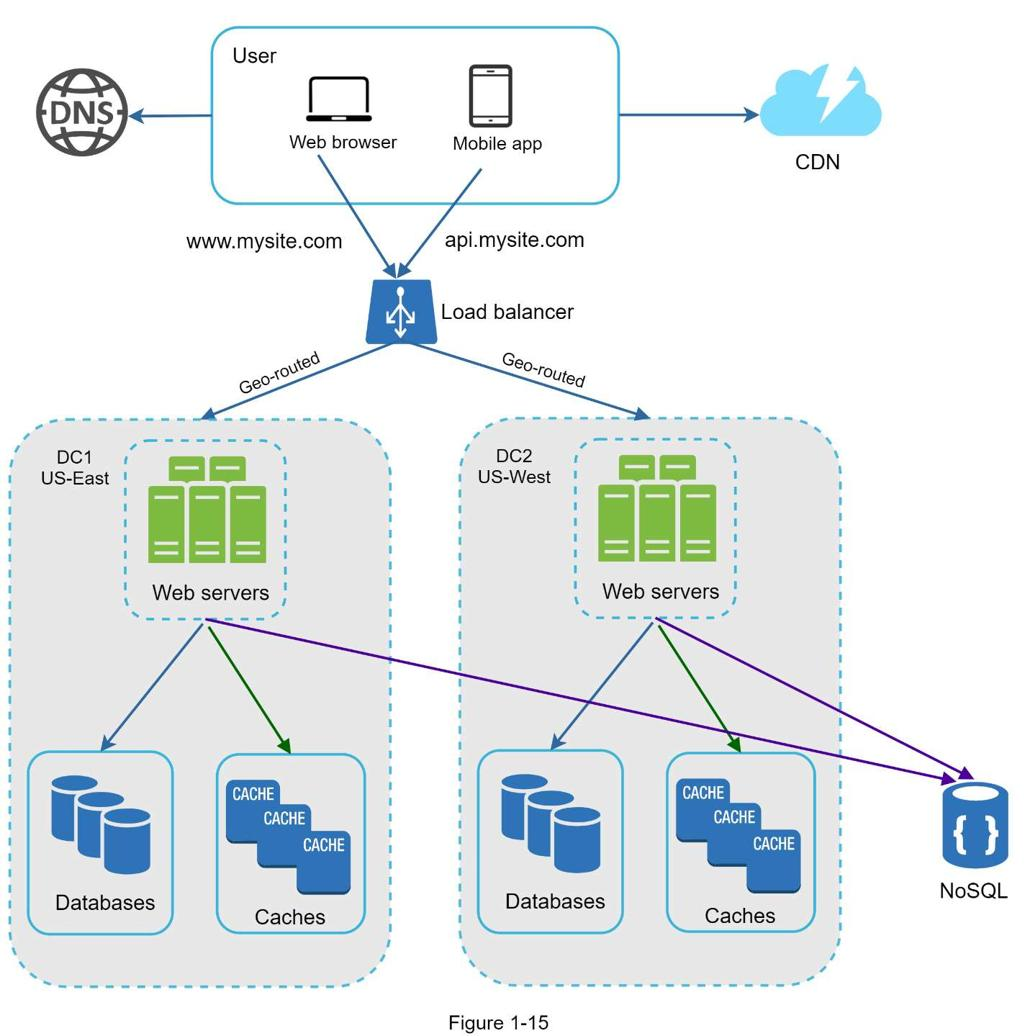 User
DNS
Web browser
Mobile app
CDN
www.mysite.com
api.mysite.com
Load balancer
Geo-routed
Geo-routed
DC1
US-East
Web servers
DC2
US-West
Web servers
CACHE
CACHE
CACHE
Databases
Caches
CACHE
CACHE
CACHE
Databases
Caches
{ }
NoSQL
Figure 1-15